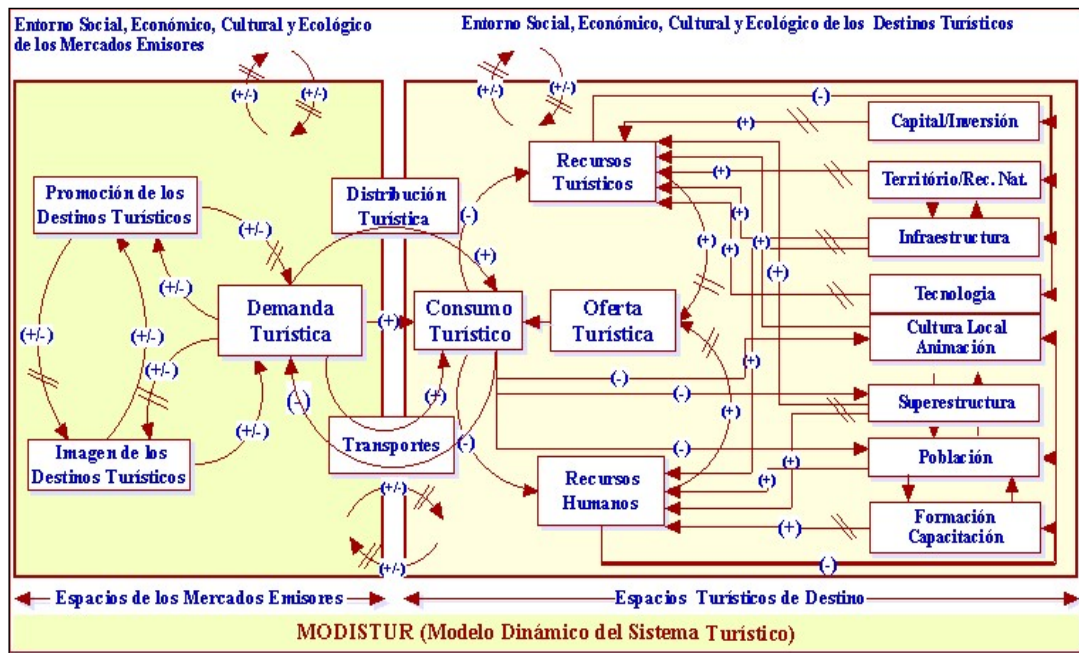 Entorno Social, Económico, Cultural y Ecológico
de los Mercados Emisores
Entorno Social, Económico, Cultural y Ecológico de los Destinos Turísticos
(+/-)
(+/-)
(+/-)
(+/-)
(-)
Promoción de los
Destinos Turísticos
Distribución
Turística
Recursos
Turísticos
(+)
Capital/Inversión
Território/Rec. Nat.
Infraestructura
Tecnologia
Cultura Local
Animación
Superestructura
Población
Formación
Capacitación
(+/-)
(+/-)
(-)
(+)
(+)
(+)
(+)
(+)
Demanda
Turística
(+)
Consumo
Turístico
Oferta
Turística
(+/-)
(+/-)
(+/-)
(+/-)
(-)
(+)
(-)
(-)
(-)
(-)
(+)
(+)
(+)
(+)
(+)
Imagen de los
Destinos Turísticos
Transportes
Recursos
Humanos
(+/-)
(+/-)
(-)
Espacios de los Mercados Emisores
Espacios Turísticos de Destino
MODISTUR (Modelo Dinámico del Sistema Turístico)